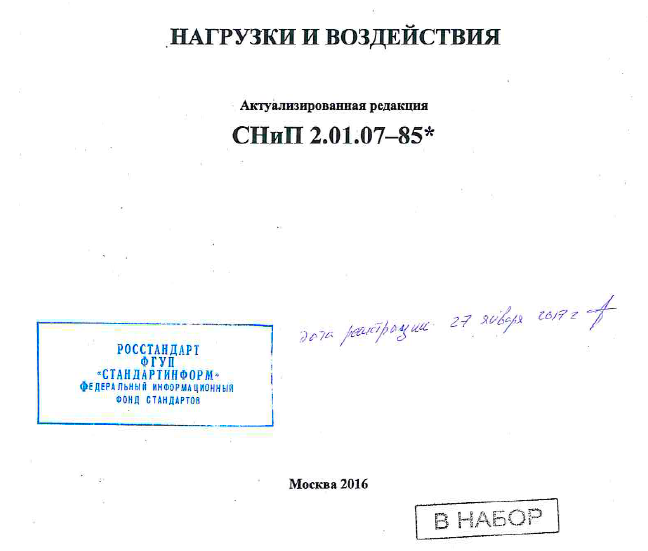 НАГРУЗКИ И ВОЗДЕЙСТВИЯ
Актуализированная редакция
СНиП 2.01.07–85*
дата регистрации 27 января 2017 г
РОССТАНДАРТ
ФГУП
«СТАНДАРТИНФОРМ»
ФЕДЕРАЛЬНЫЙ ИНФОРМАЦИОННЫЙ
ФОНД СТАНДАРТОВ
Москва 2016
В НАБОР